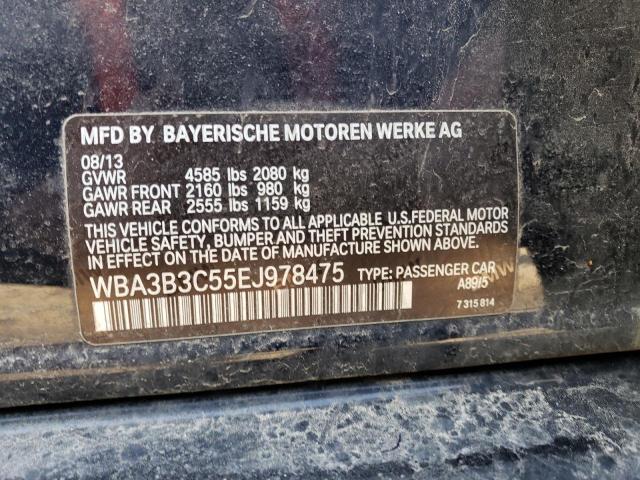 MFD BY BAYERISCHE MOTOREN WERKE AG
08/13
GVWR 4585 lbs 2080 kg
GAWR FRONT 2160 lbs 980 kg
GAWR REAR 2555 lbs 1159 kg
THIS VEHICLE CONFORMS TO ALL APPLICABLE U.S.FEDERAL MOTOR
VEHICLE SAFETY, BUMPER AND THEFT PREVENTION STANDARDS
IN EFFECT ON THE DATE OF MANUFACTURE SHOWN ABOVE.
WBA3B3C55EJ978475 TYPE: PASSENGER CAR
A89/5
7 315 814